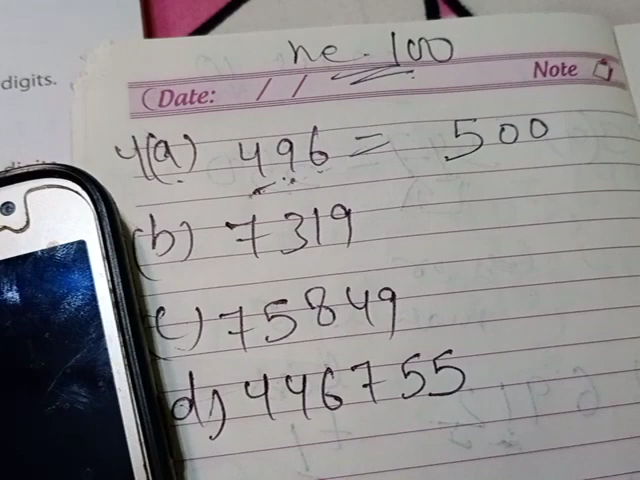 digits.
ne. 100
Date: / /
Note
4(a) 496 = 500
(b) 7319
c) 75849
d) 446755